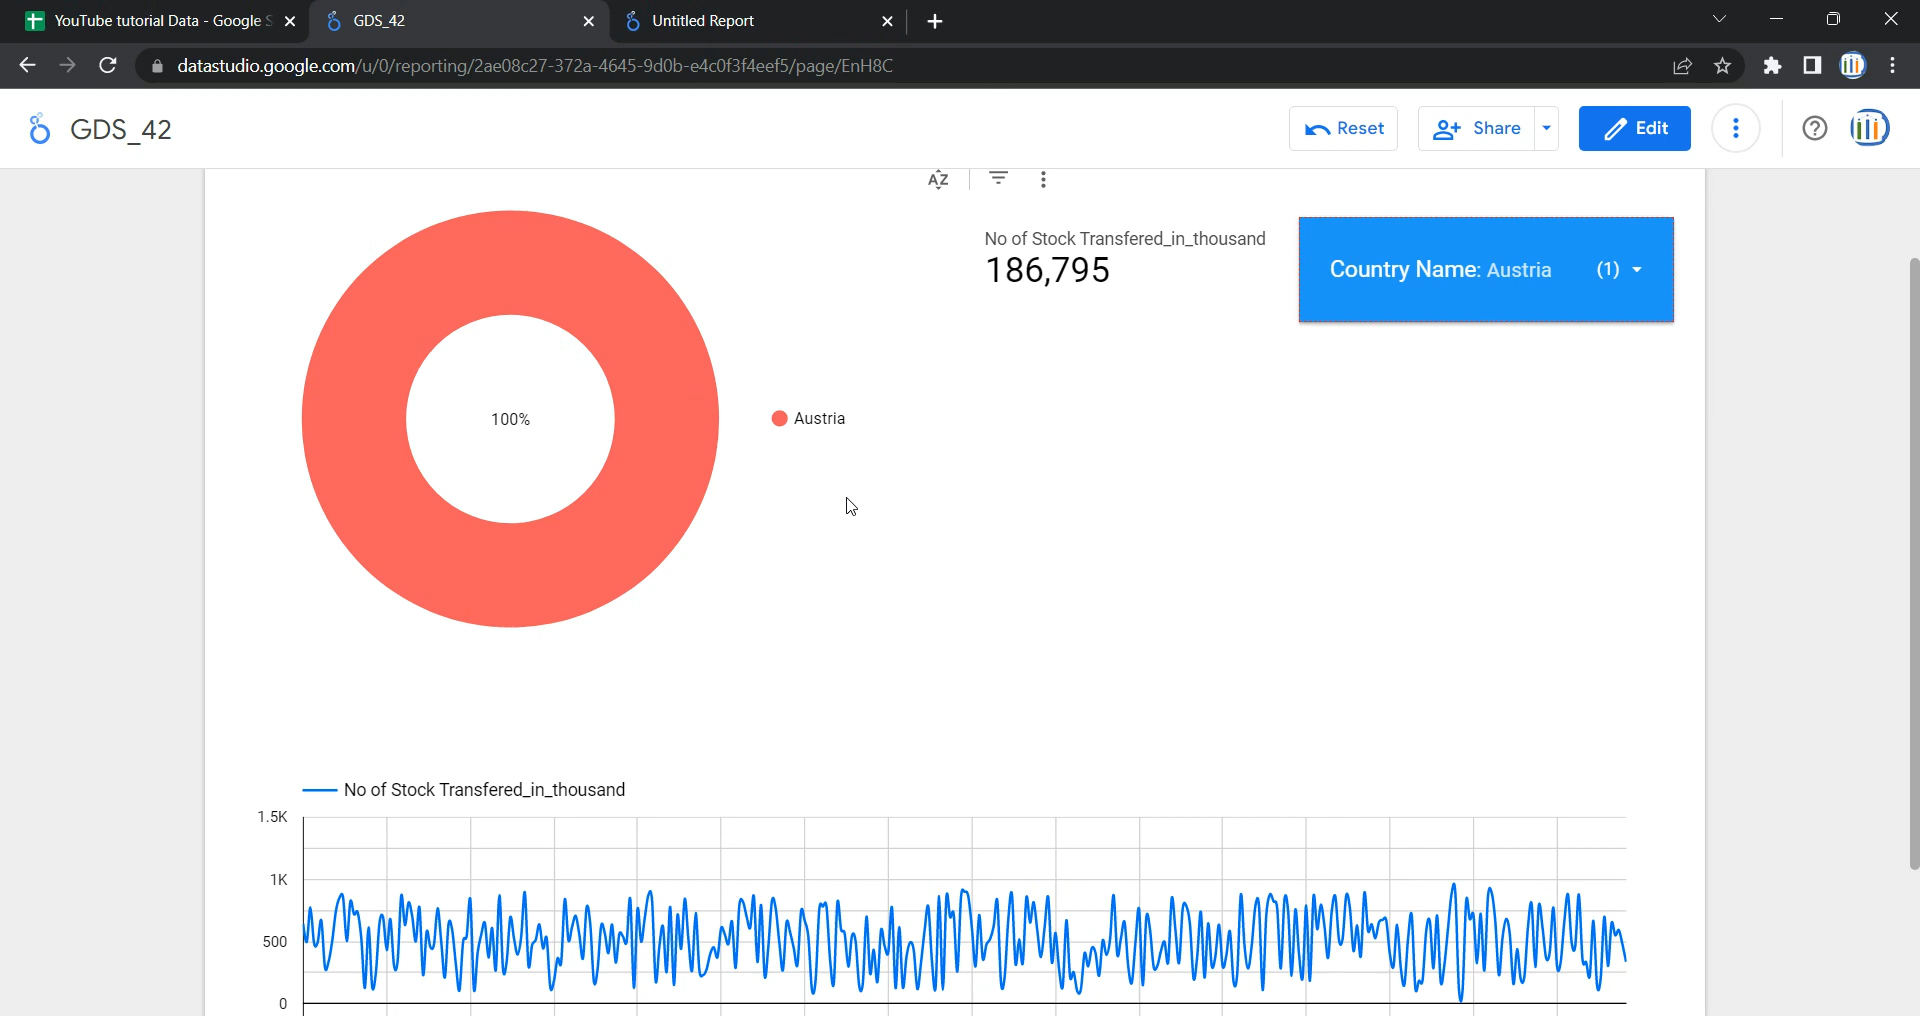 YouTube tutorial Data - Google S
GDS_42
Untitled Report
datastudio.google.com/u/0/reporting/2ae08c27-372a-4645-9d0b-e4c0f3f4eef5/page/EnH8C
GDS_42
Reset
Share
Edit
AZ
No of Stock Transfered_in_thousand
186,795
Country Name: Austria (1)
100%
Austria
No of Stock Transfered_in_thousand
1.5K
1K
500
0